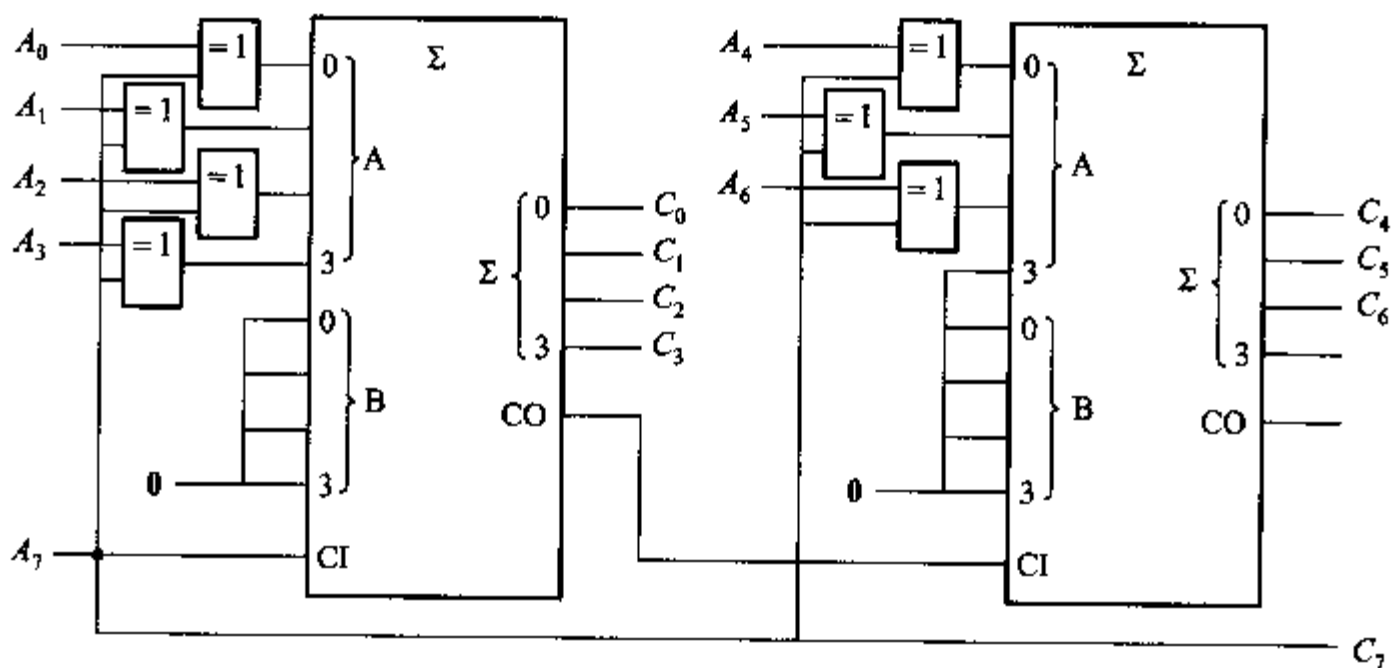 A₀
= 1
0
Σ
A₁
= 1
A₂
= 1
A
A₃
= 1
3
Σ
0
C₀
C₁
C₂
3
C₃
0
B
CO
0
3
A₇
CI
A₄
= 1
0
Σ
A₅
= 1
A₆
= 1
A
3
Σ
0
C₄
C₅
C₆
3
0
B
CO
0
3
CI
C₇